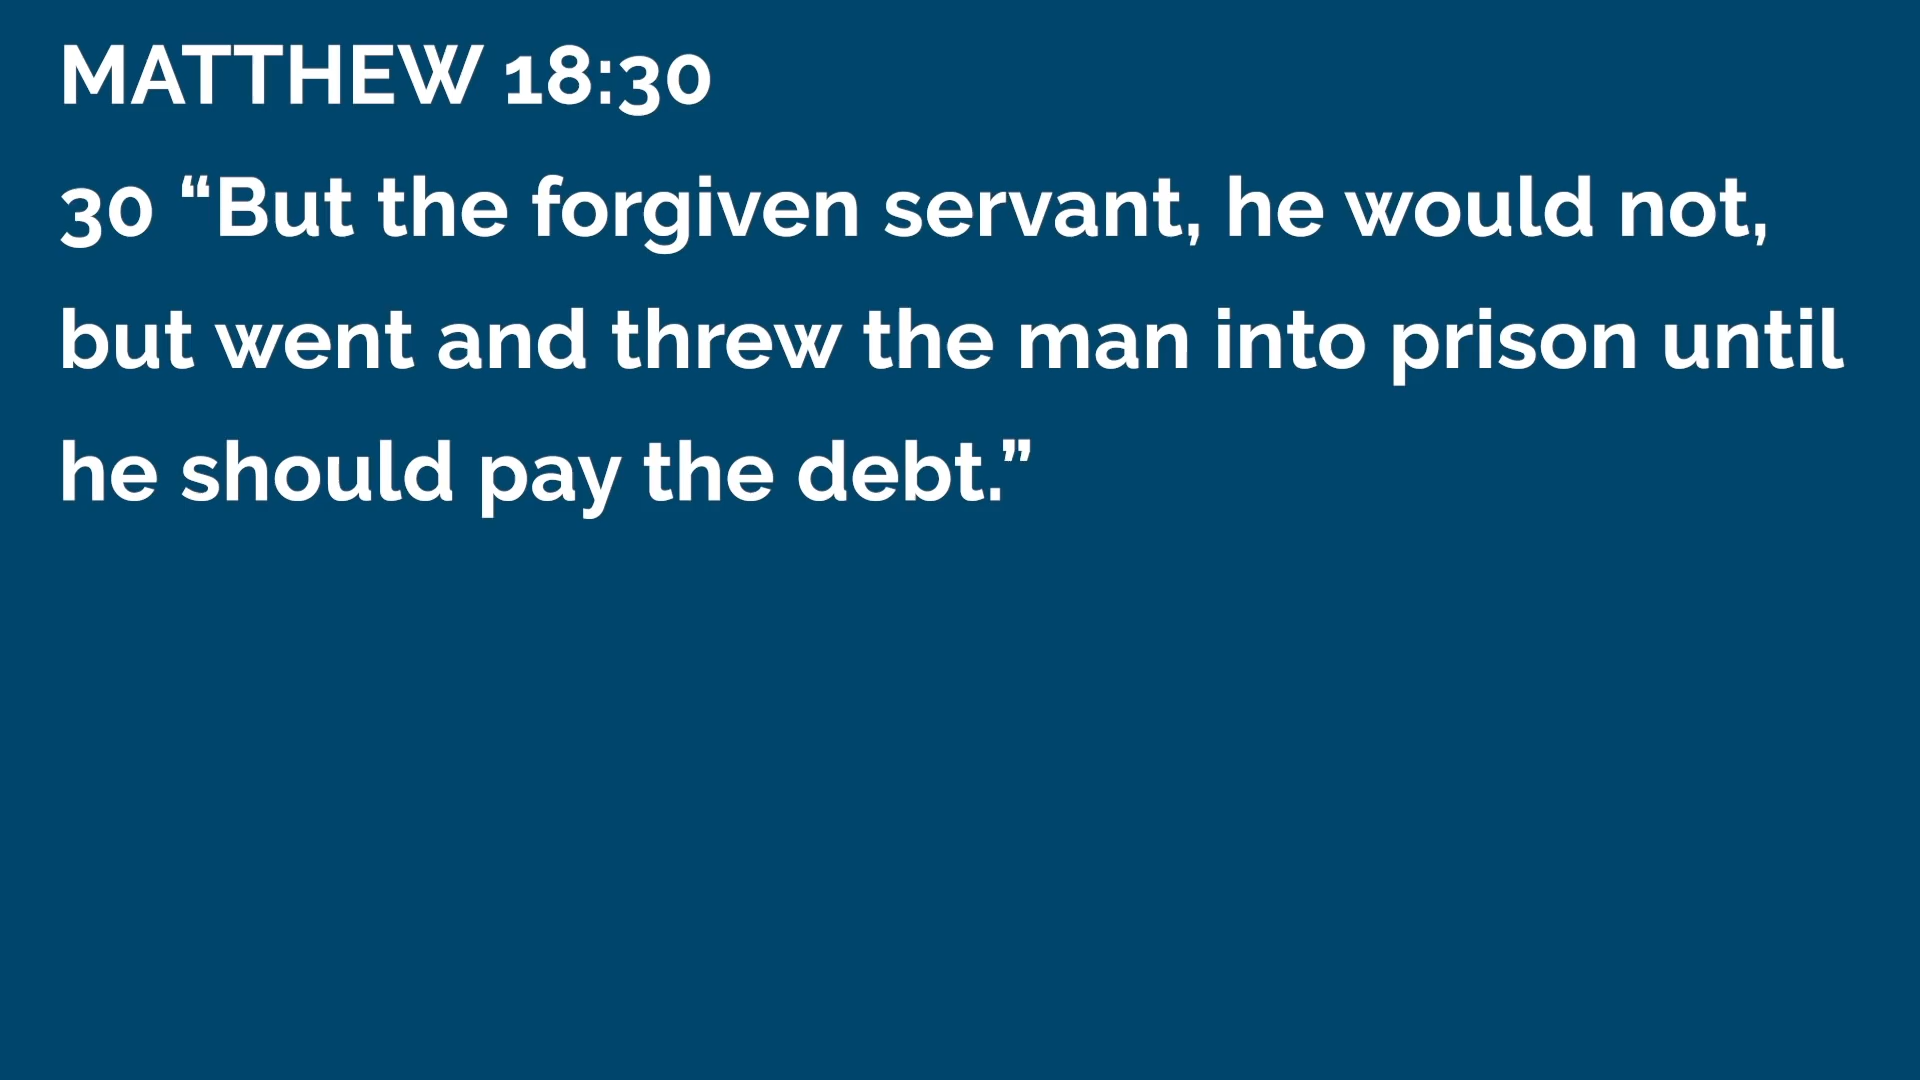 MATTHEW 18:30
30 “But the forgiven servant, he would not,
but went and threw the man into prison until
he should pay the debt.”